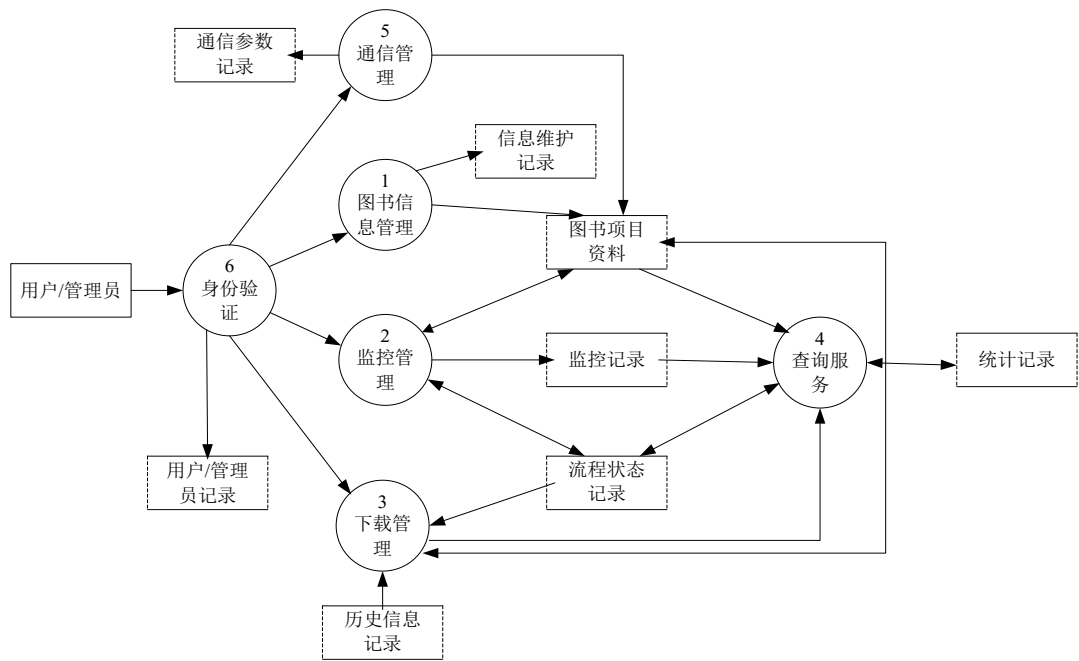 通信参数
记录
5
通信管
理
信息维护
记录
1
图书信
息管理
图书项目
资料
用户/管理员
6
身份验
证
2
监控管
理
监控记录
4
查询服
务
统计记录
用户/管理
员记录
流程状态
记录
3
下载管
理
历史信息
记录